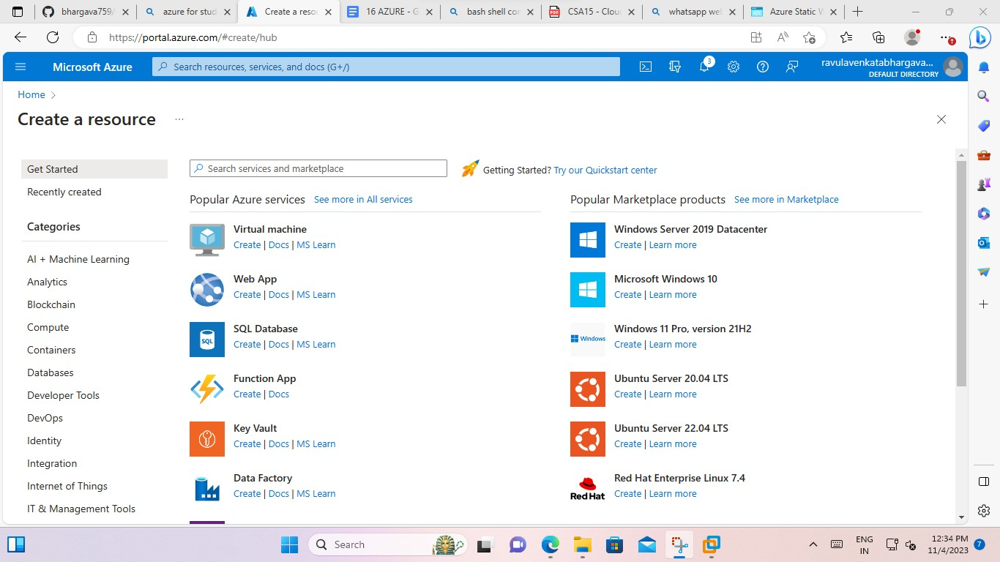 bhargava759/
azure for stud
Create a resou
16 AZURE - G
bash shell cor
CSA15 - Cloud
whatsapp web
Azure Static W
https://portal.azure.com/#create/hub
Microsoft Azure
Search resources, services, and docs (G+/)
3
ravulavenkatabhargava...
DEFAULT DIRECTORY
Home
Create a resource
...
Get Started
Recently created
Categories
AI + Machine Learning
Analytics
Blockchain
Compute
Containers
Databases
Developer Tools
DevOps
Identity
Integration
Internet of Things
IT & Management Tools
Search services and marketplace
Getting Started? Try our Quickstart center
Popular Azure services See more in All services
Virtual machine
Create | Docs | MS Learn
Web App
Create | Docs | MS Learn
SQL
SQL Database
Create | Docs | MS Learn
Function App
Create | Docs
Key Vault
Create | Docs | MS Learn
Data Factory
Create | Docs | MS Learn
Popular Marketplace products See more in Marketplace
Windows Server 2019 Datacenter
Create | Learn more
Microsoft Windows 10
Create | Learn more
Windows
Windows 11 Pro, version 21H2
Create | Learn more
Ubuntu Server 20.04 LTS
Create | Learn more
Ubuntu Server 22.04 LTS
Create | Learn more
Red Hat
Red Hat Enterprise Linux 7.4
Create | Learn more
Search
ENG
IN
12:34 PM
11/4/2023
7